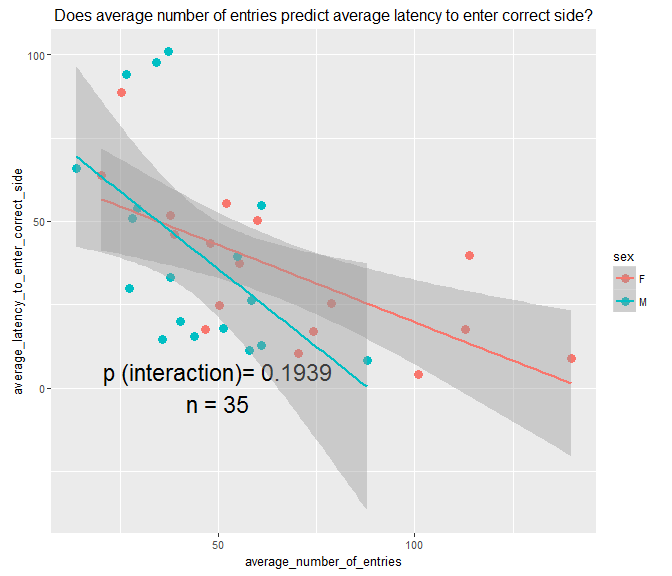 Does average number of entries predict average latency to enter correct side?
average_latency_to_enter_correct_side
100
50
0
p (interaction)= 0.1939
n = 35
sex
F
M
50
100
average_number_of_entries